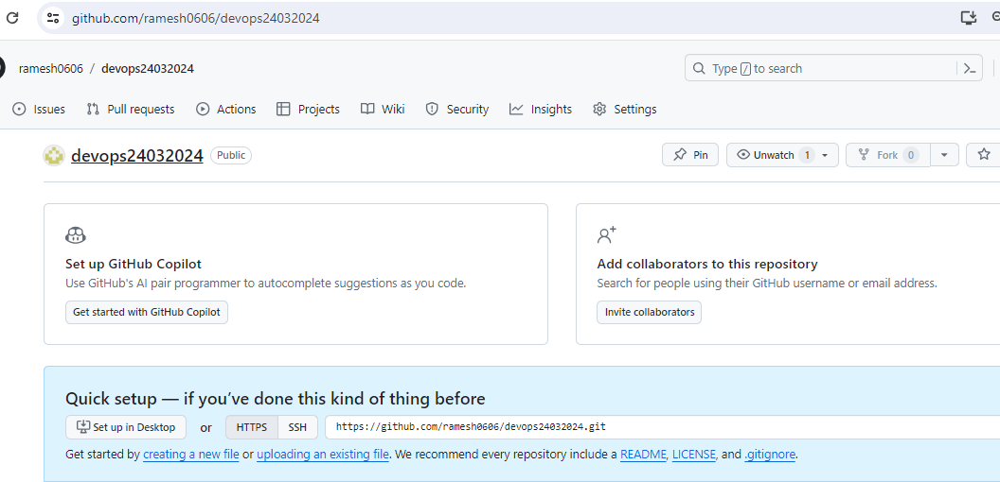 github.com/ramesh0606/devops24032024
ramesh0606 / devops24032024
Type / to search
Issues Pull requests Actions Projects Wiki Security Insights Settings
devops24032024 Public
Pin Unwatch 1 Fork 0
Set up GitHub Copilot
Use GitHub's AI pair programmer to autocomplete suggestions as you code.
Get started with GitHub Copilot
Add collaborators to this repository
Search for people using their GitHub username or email address.
Invite collaborators
Quick setup — if you’ve done this kind of thing before
Set up in Desktop or HTTPS SSH https://github.com/ramesh0606/devops24032024.git
Get started by creating a new file or uploading an existing file. We recommend every repository include a README, LICENSE, and .gitignore.